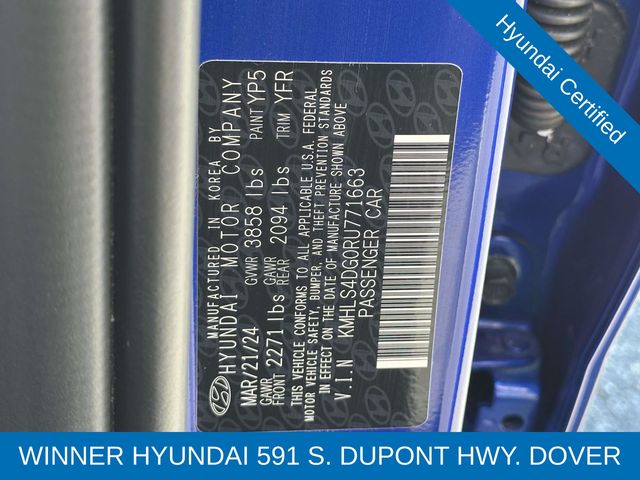 Hyundai Certified
MANUFACTURED IN KOREA BY
HYUNDAI MOTOR COMPANY
MAR/21/24 GVWR 3858 lbs PAINT YP5
GAWR FRONT 2271 lbs GAWR REAR 2094 lbs TRIM YFR
THIS VEHICLE CONFORMS TO ALL APPLICABLE U.S.A. FEDERAL
MOTOR VEHICLE SAFETY, BUMPER, AND THEFT PREVENTION STANDARDS
IN EFFECT ON THE DATE OF MANUFACTURE SHOWN ABOVE
V.I.N KMHLS4DG0RU771663
PASSENGER CAR
WINNER HYUNDAI 591 S. DUPONT HWY. DOVER